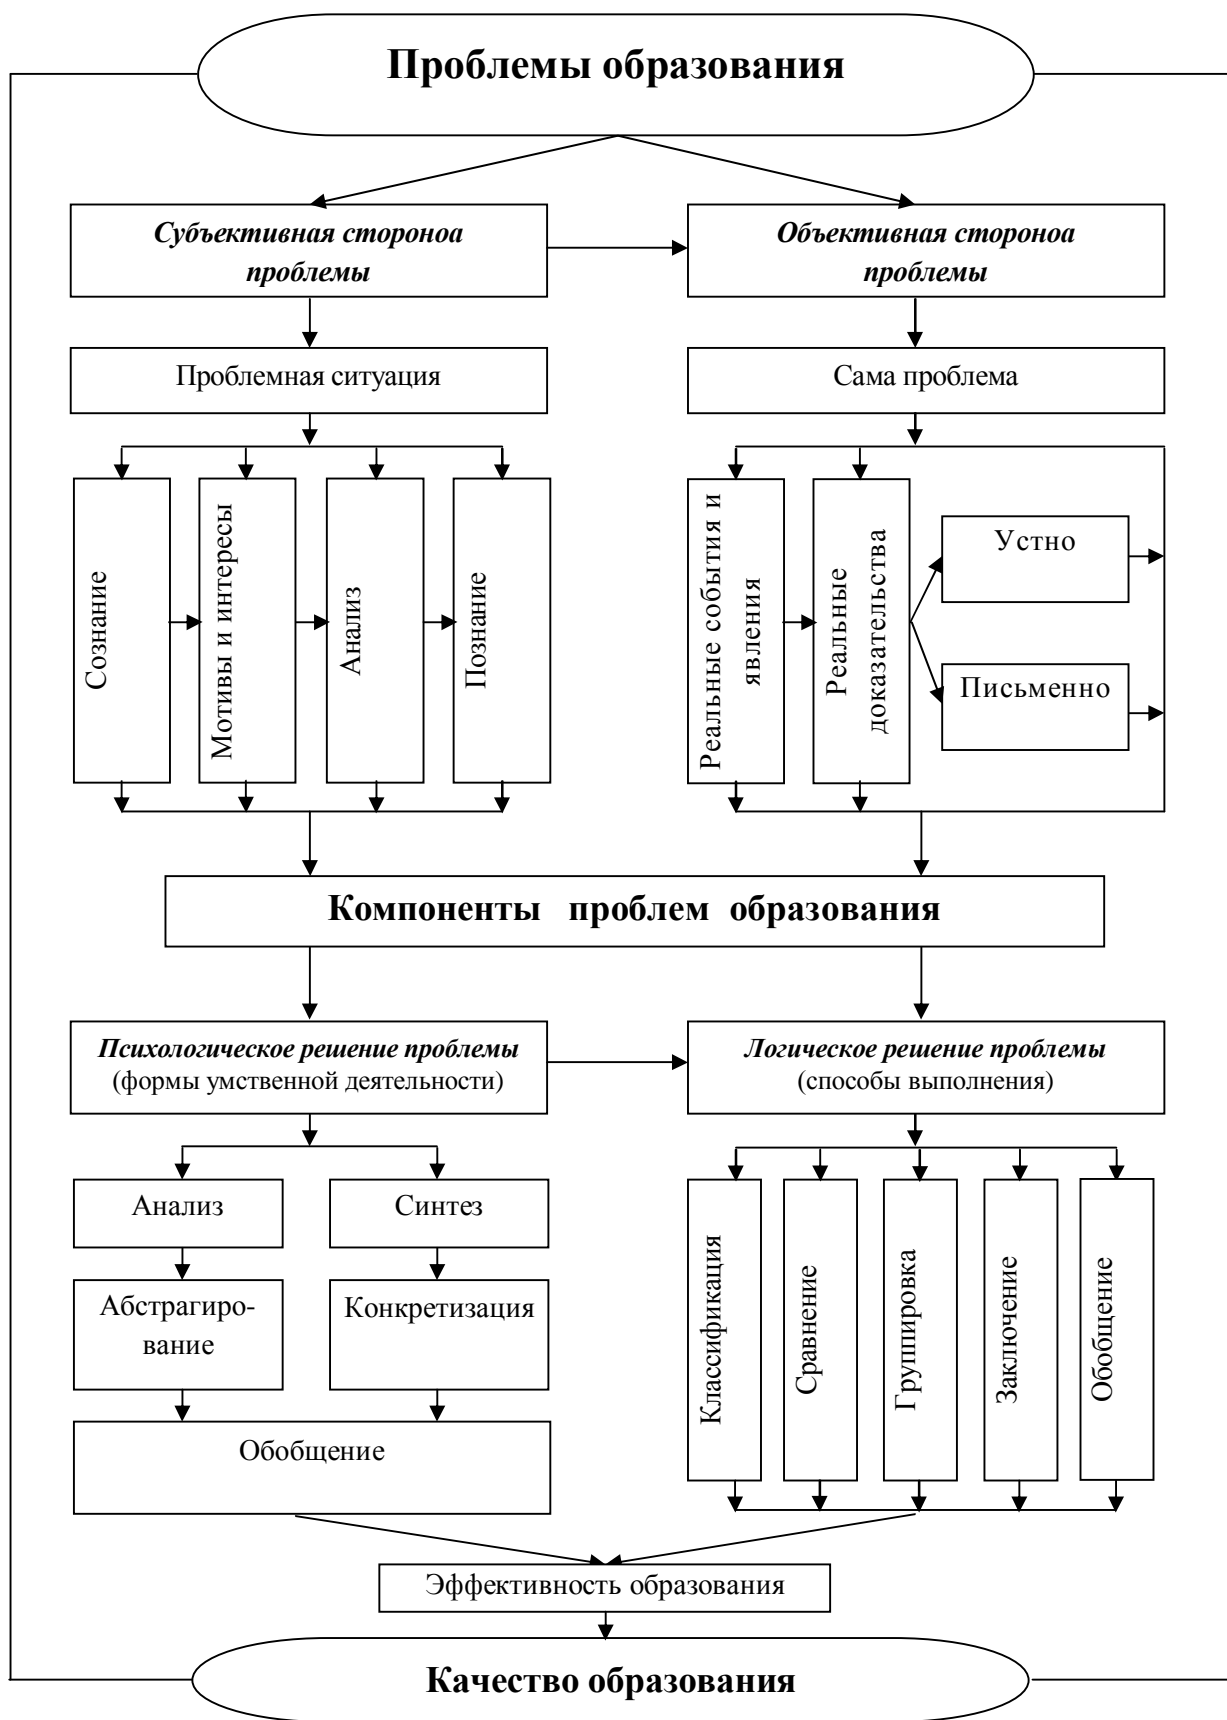 Проблемы образования
Субъективная стороноа
проблемы
Объективная стороноа
проблемы
Проблемная ситуация
Сама проблема
Сознание
Мотивы и интересы
Анализ
Познание
Реальные события и
явления
Реальные
доказательства
Устно
Письменно
Компоненты проблем образования
Психологическое решение проблемы
(формы умственной деятельности)
Логическое решение проблемы
(способы выполнения)
Анализ
Синтез
Абстрагиро-
вание
Конкретизация
Обобщение
Классификация
Сравнение
Группировка
Заключение
Обобщение
Эффективность образования
Качество образования